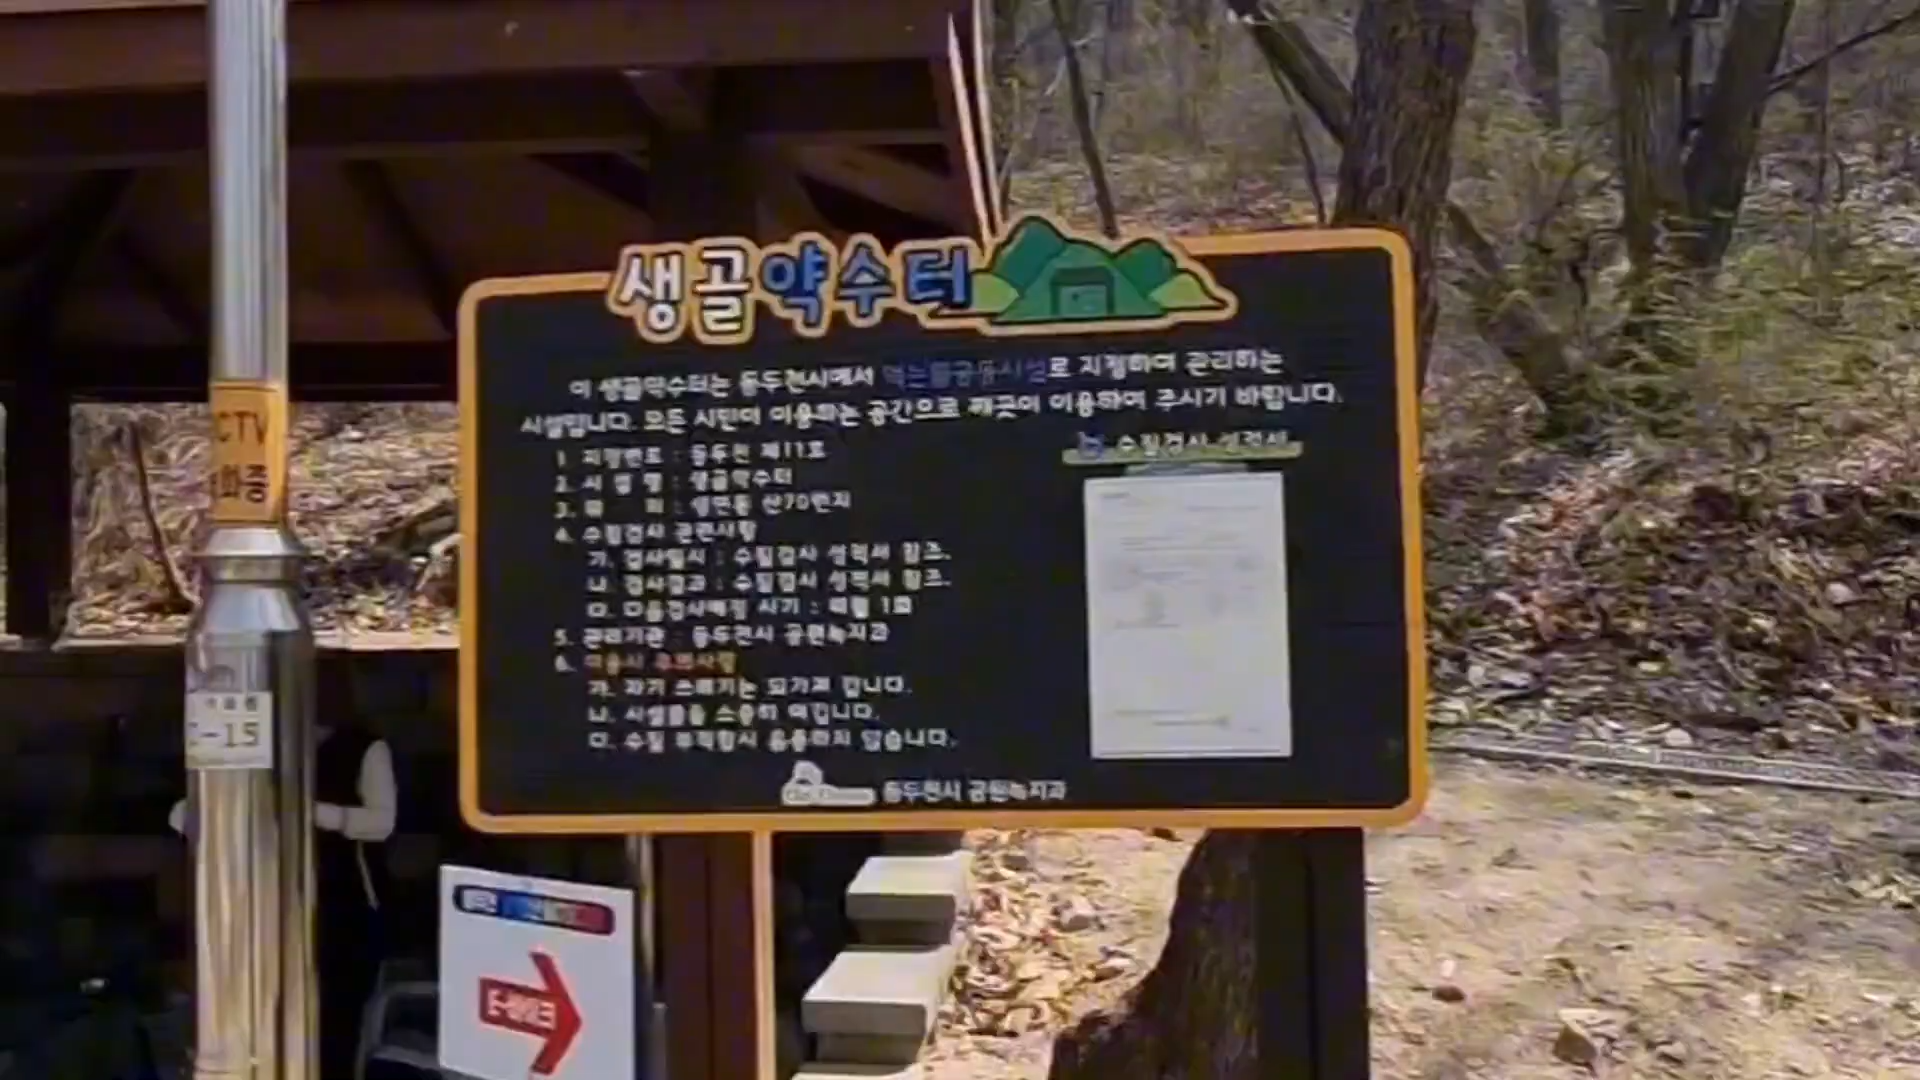 생골약수터
이 생골약수터는 동두천시에서 먹는물공동시설로 지정하여 관리하는
시설입니다. 모든 시민이 이용하는 공간으로 깨끗이 이용하여 주시기 바랍니다.
1. 지정번호 : 동두천 제11호
2. 시 설 명 : 생골약수터
3. 위 치 : 생연동 산70번지
4. 수질검사 관련사항
가. 검사일시 : 수질검사 성적서 참조.
나. 검사결과 : 수질검사 성적서 참조.
다. 다음검사예정 시기 : 매월 1회
5. 관리기관 : 동두천시 공원녹지과
6. 이용시 주의사항
가. 자기 쓰레기는 되가져 갑니다.
나. 시설물을 소중히 여깁니다.
다. 수질 부적합시 음용하지 않습니다.
동두천시 공원녹지과
수질검사 성적서
CTV
화중
-15